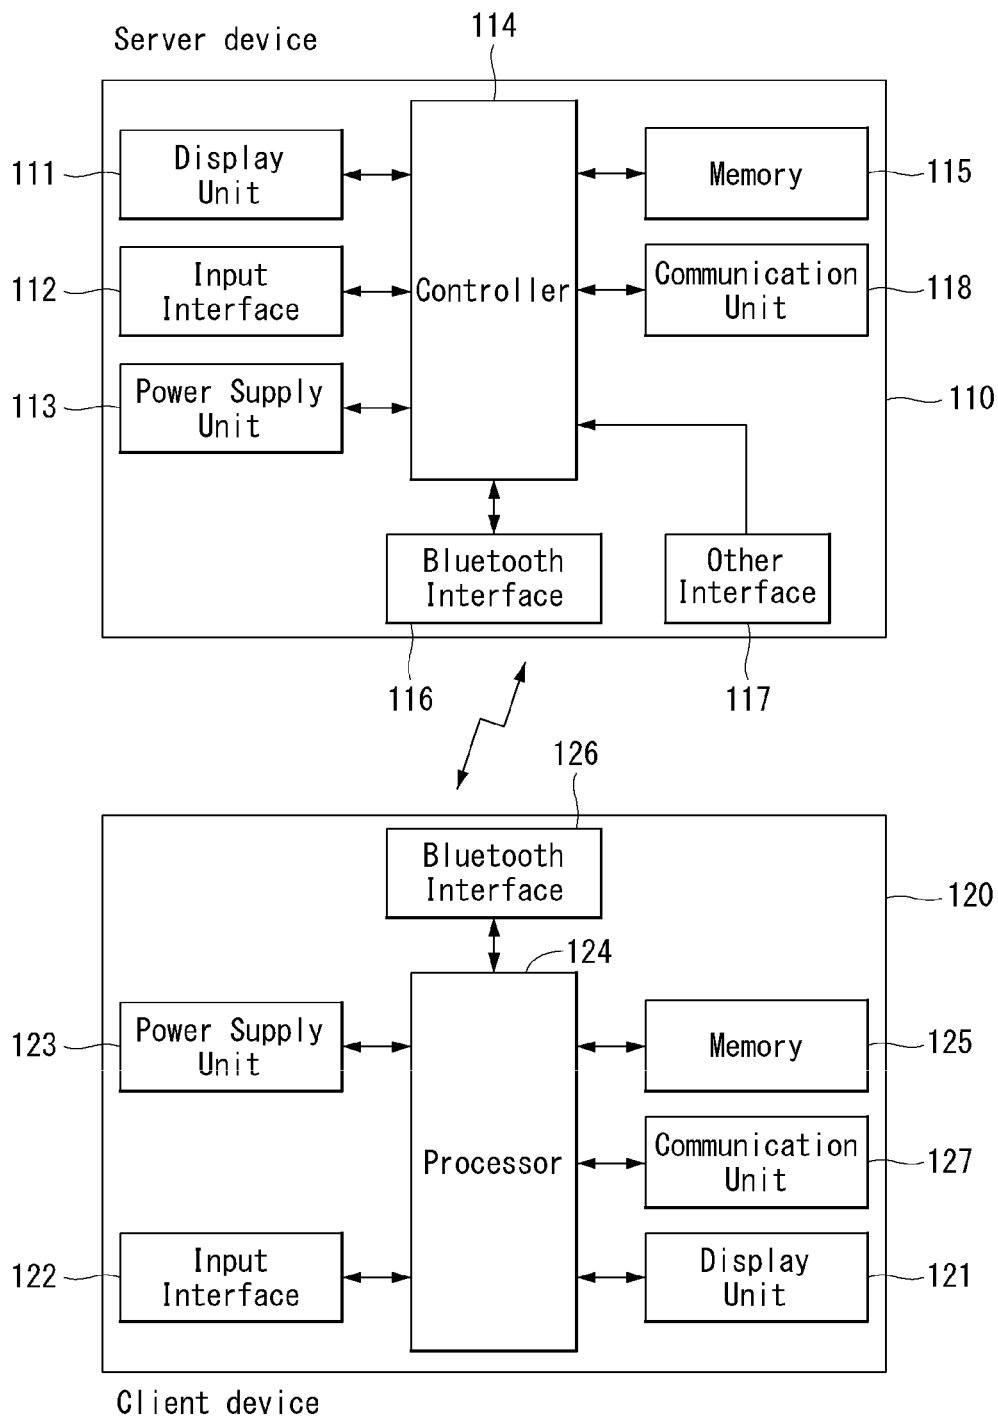 Server device
114
Display
Unit
111
Memory
115
Input
Interface
112
Controller
Communication
Unit
118
Power Supply
Unit
113
110
Bluetooth
Interface
Other
Interface
116
117
126
Bluetooth
Interface
120
124
Power Supply
Unit
123
Memory
125
Processor
Communication
Unit
127
Input
Interface
122
Display
Unit
121
Client device